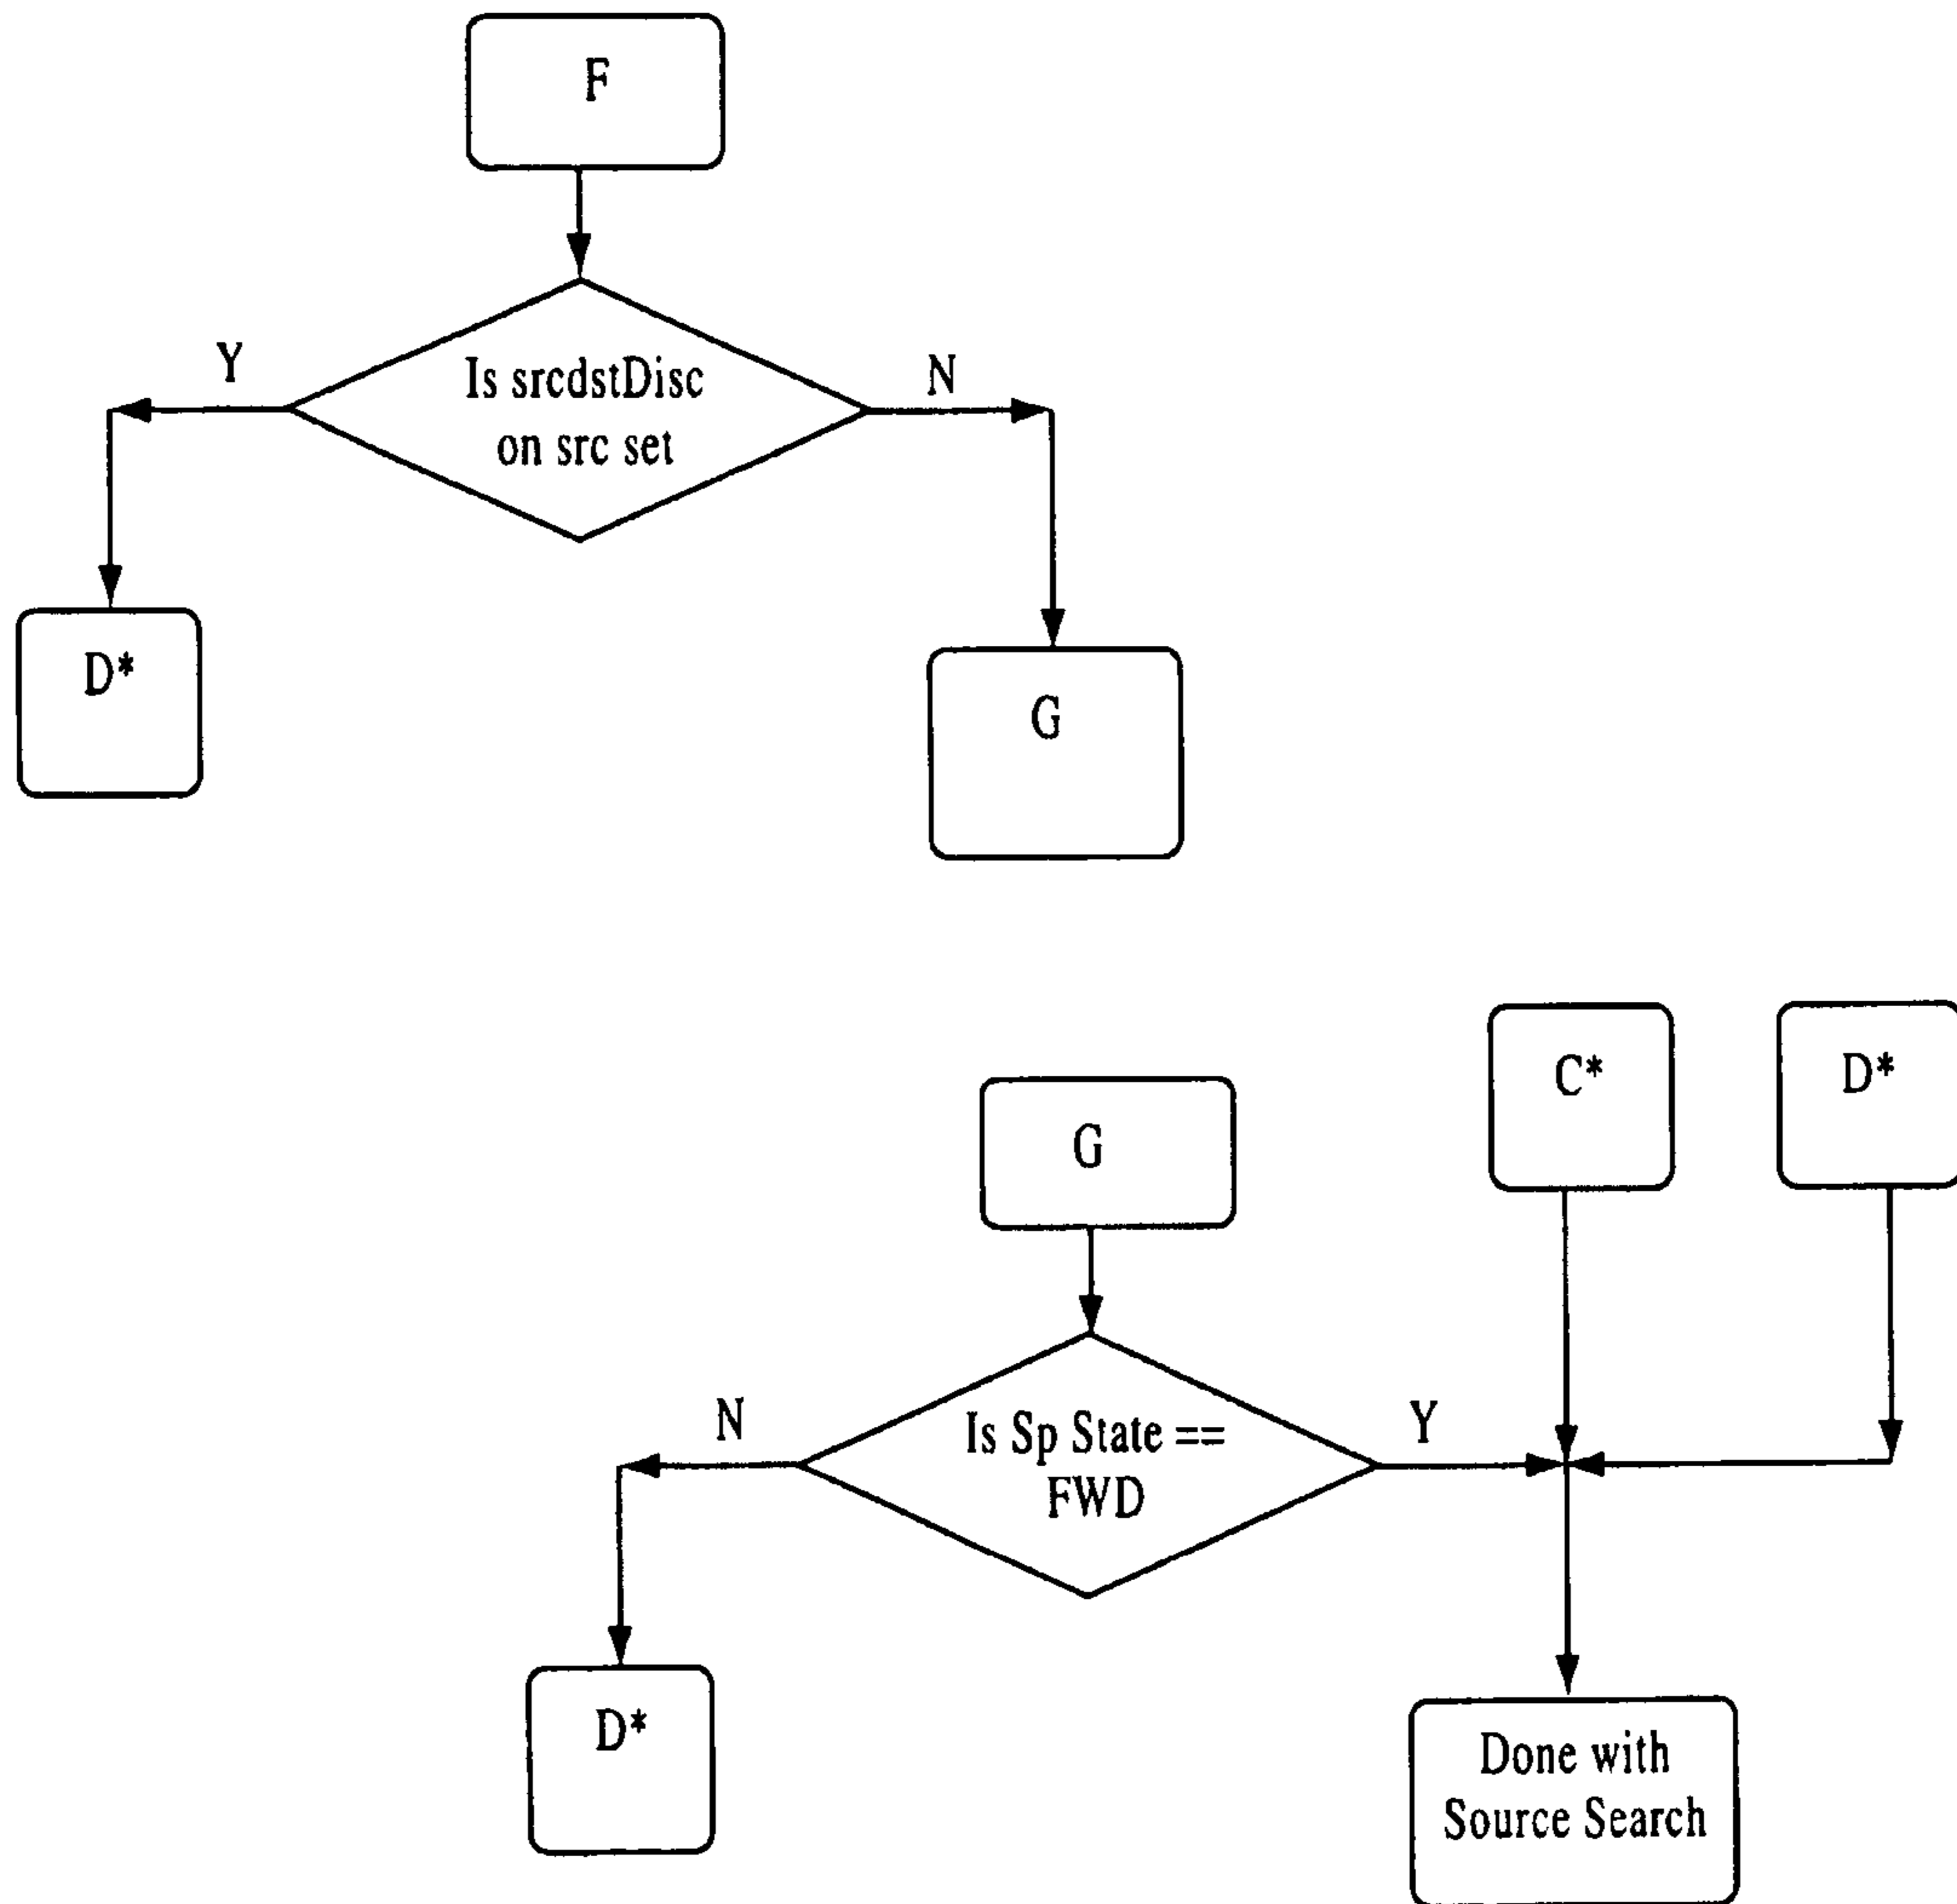 F
Is srcdstDisc
on src set
Y
N
D*
G
C*
D*
G
Is Sp State ==
FWD
N
Y
D*
Done with
Source Search